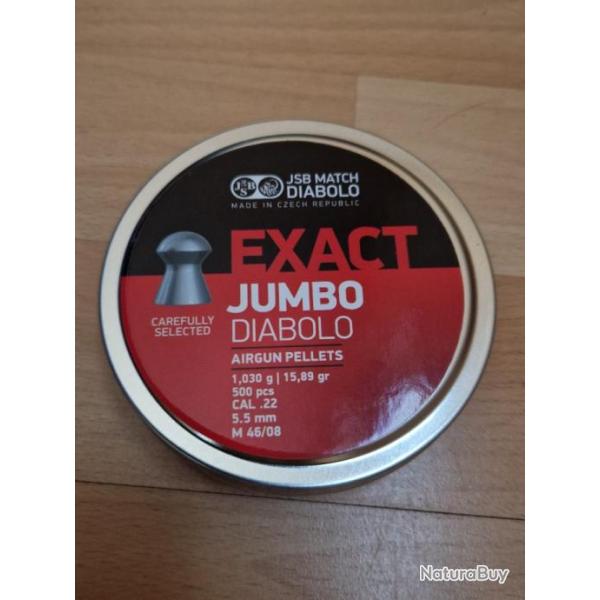 JSB
JSB MATCH
DIABOLO
MADE IN CZECH REPUBLIC
EXACT
JUMBO
DIABOLO
CAREFULLY
SELECTED
AIRGUN PELLETS
1,030 g | 15,89 gr
500 pcs
CAL .22
5.5 mm
M 46/08
NaturaBuy